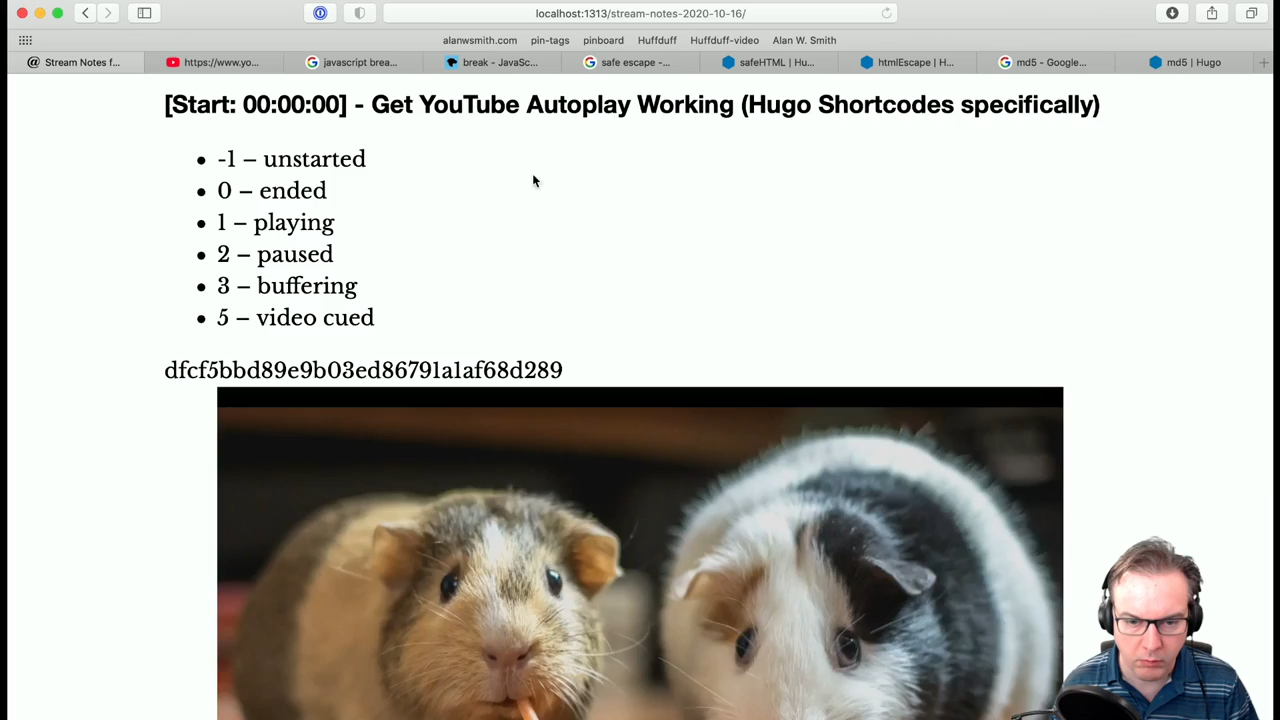 localhost:1313/stream-notes-2020-10-16/
alanwsmith.com pin-tags pinboard Huffduff Huffduff-video Alan W. Smith
@ Stream Notes f... https://www.yo... javascript brea... break - JavaSc... safe escape -... safeHTML | Hu... htmlEscape | H... md5 - Google... md5 | Hugo
[Start: 00:00:00] - Get YouTube Autoplay Working (Hugo Shortcodes specifically)
• -1 – unstarted
• 0 – ended
• 1 – playing
• 2 – paused
• 3 – buffering
• 5 – video cued
dfcf5bbd89e9b03ed86791a1af68d289